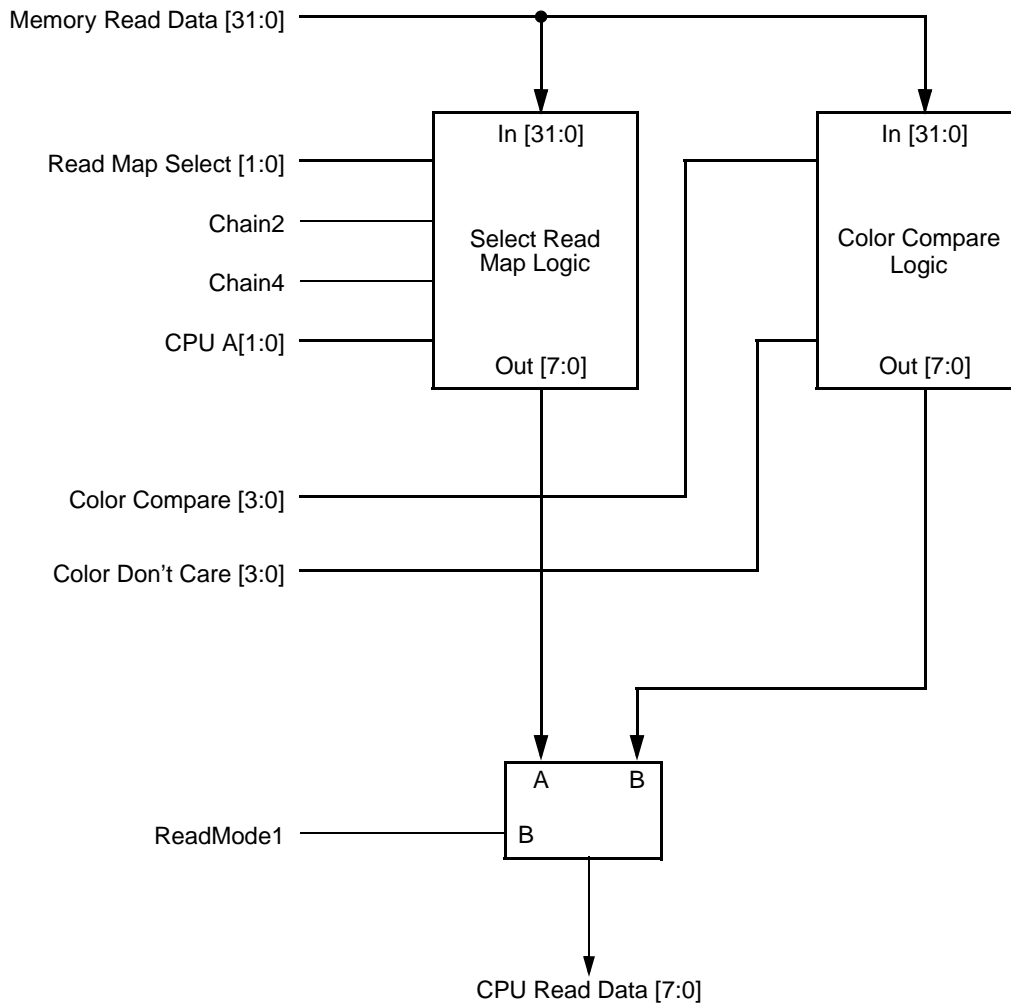 Memory Read Data [31:0]
In [31:0]
In [31:0]
Read Map Select [1:0]
Chain2
Select Read
Map Logic
Color Compare
Logic
Chain4
CPU A[1:0]
Out [7:0]
Out [7:0]
Color Compare [3:0]
Color Don't Care [3:0]
A
B
ReadMode1
B
CPU Read Data [7:0]